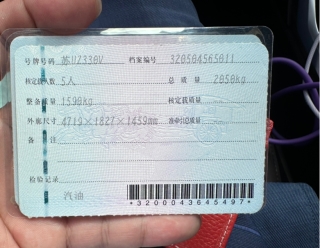 号牌号码 苏UZ330V 档案编号 320504565011
核定载人数 5人 总质量 2050kg
整备质量 1590kg 核定载质量
外廓尺寸 4719×1827×1459mm 准牵引总质量
备注
检验记录
汽油
*3200043645497*